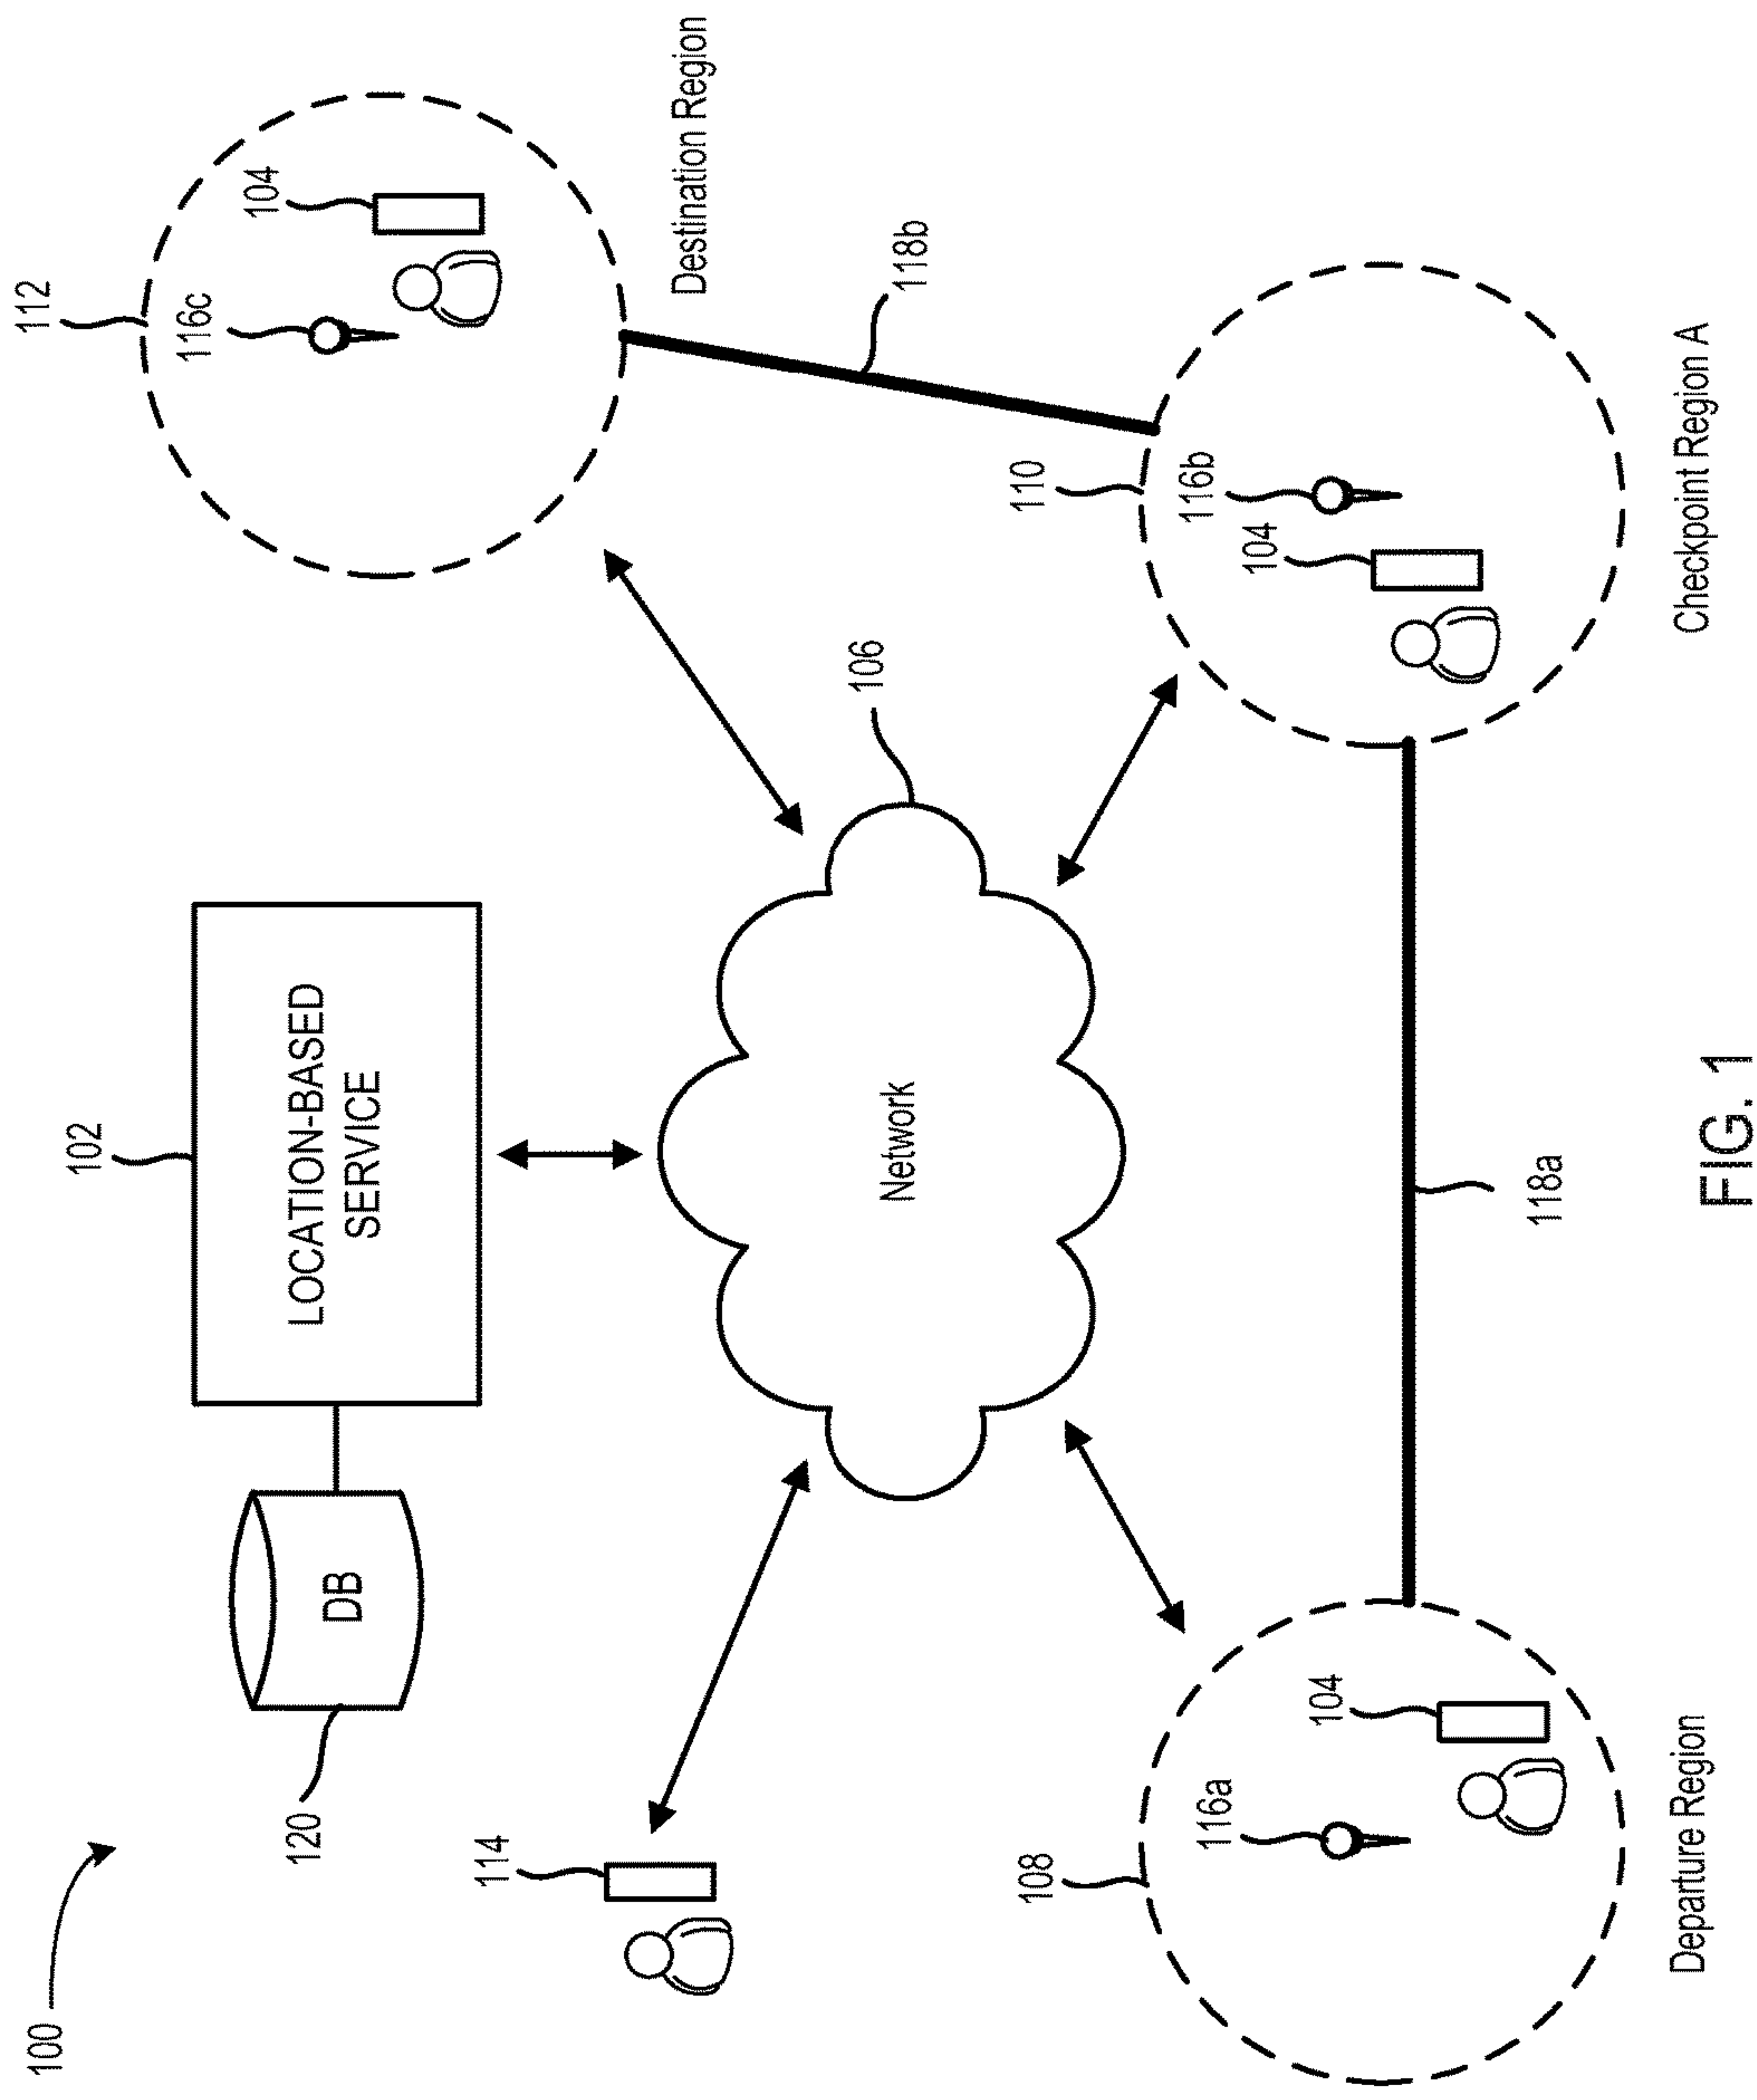 100
120
DB
102
LOCATION-BASED
SERVICE
112
116c
104
Destination Region
114
Network
106
118b
108
116a
104
Departure Region
118a
110
116b
104
Checkpoint Region A
FIG. 1